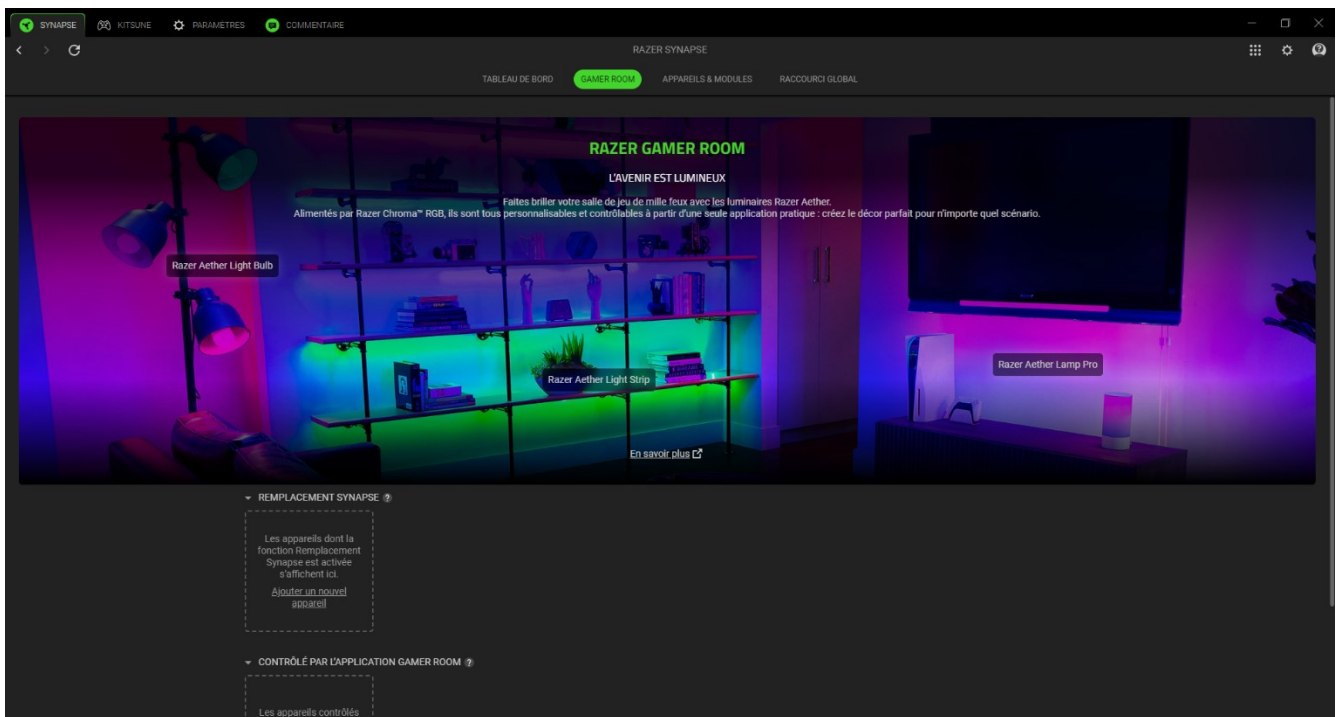 SYNAPSE
KITSUNE
PARAMÈTRES
COMMENTAIRE
RAZER SYNAPSE
TABLEAU DE BORD
GAMER ROOM
APPAREILS & MODULES
RACCOURCI GLOBAL
RAZER GAMER ROOM
L'AVENIR EST LUMINEUX
Faites briller votre salle de jeu de mille feux avec les luminaires Razer Aether.
Alimentés par Razer Chroma™ RGB, ils sont tous personnalisables et contrôlables à partir d'une seule application pratique : créez le décor parfait pour n'importe quel scénario.
Razer Aether Light Bulb
Razer Aether Lamp Pro
Razer Aether Light Strip
En savoir plus
REMPLACEMENT SYNAPSE ?
Les appareils dont la
fonction Remplacement
Synapse est activée
s'affichent ici.
Ajouter un nouvel
appareil
CONTRÔLÉ PAR L'APPLICATION GAMER ROOM ?
Les appareils contrôlés